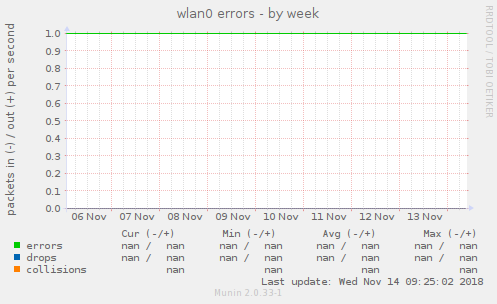 wlan0 errors - by week
RRDTOOL / TOBI OETIKER
packets in (-) / out (+) per second
1.0
0.9
0.8
0.7
0.6
0.5
0.4
0.3
0.2
0.1
0.0
06 Nov 07 Nov 08 Nov 09 Nov 10 Nov 11 Nov 12 Nov 13 Nov
Cur (-/+) Min (-/+) Avg (-/+) Max (-/+)
errors nan / nan nan / nan nan / nan nan / nan
drops nan / nan nan / nan nan / nan nan / nan
collisions nan nan nan nan
Last update: Wed Nov 14 09:25:02 2018
Munin 2.0.33-1